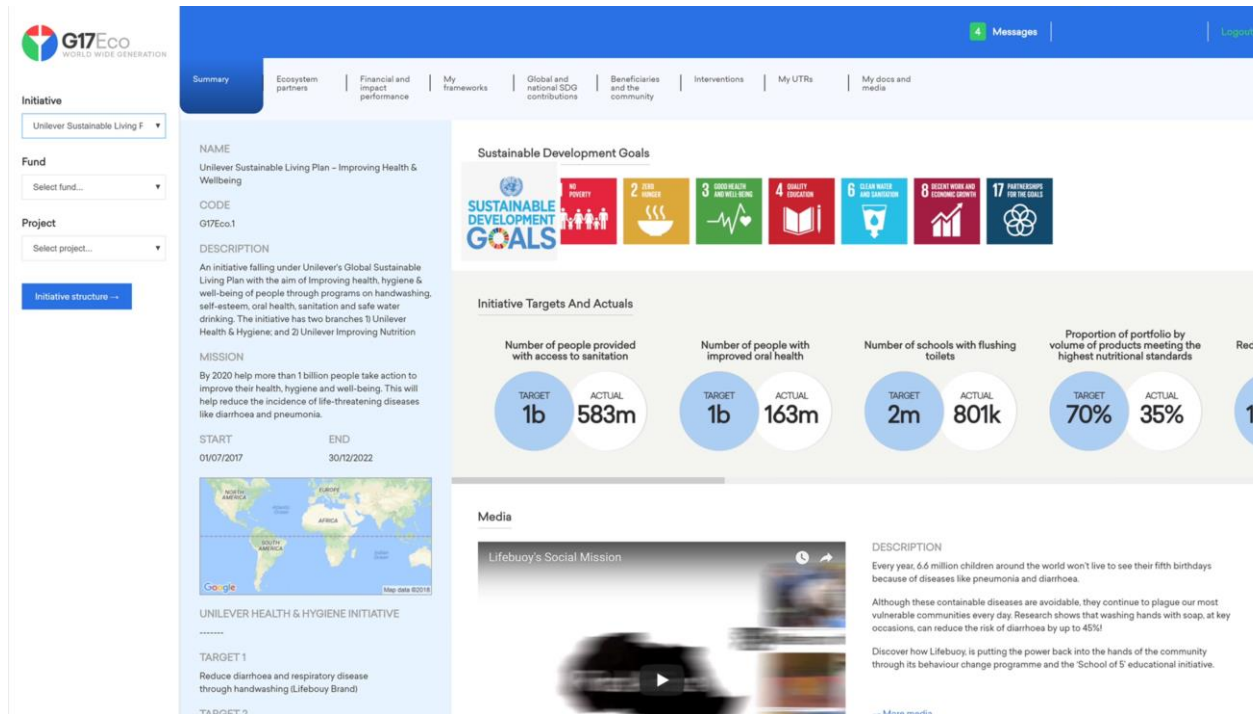 G17Eco
WORLD WIDE GENERATION
4 Messages
Logout
Summary
Ecosystem
partners
Financial and
impact
performance
My
frameworks
Global and
national SDG
contributions
Beneficiaries
and the
community
Interventions
My UTRs
My docs and
media
Initiative
Unilever Sustainable Living F
Fund
Select fund...
Project
Select project...
Initiative structure →
NAME
Unilever Sustainable Living Plan – Improving Health &
Wellbeing
CODE
G17Eco.1
DESCRIPTION
An initiative falling under Unilever's Global Sustainable
Living Plan with the aim of Improving health, hygiene &
well-being of people through programs on handwashing,
self-esteem, oral health, sanitation and safe water
drinking. The initiative has two branches 1) Unilever
Health & Hygiene; and 2) Unilever Improving Nutrition
MISSION
By 2020 help more than 1 billion people take action to
improve their health, hygiene and well-being. This will
help reduce the incidence of life-threatening diseases
like diarrhoea and pneumonia.
START END
01/07/2017 30/12/2022
NORTH
AMERICA
EUROPE
AFRICA
SOUTH
AMERICA
Google
Map data ©2018
UNILEVER HEALTH & HYGIENE INITIATIVE
-------
TARGET 1
Reduce diarrhoea and respiratory disease
through handwashing (Lifebouy Brand)
TARGET 2
Sustainable Development Goals
SUSTAINABLE
DEVELOPMENT
GOALS
NO
POVERTY
2 ZERO
HUNGER
3 GOOD HEALTH
AND WELL-BEING
4 QUALITY
EDUCATION
6 CLEAN WATER
AND SANITATION
8 DECENT WORK AND
ECONOMIC GROWTH
17 PARTNERSHIPS
FOR THE GOALS
Initiative Targets And Actuals
Number of people provided
with access to sanitation
TARGET ACTUAL
1b 583m
Number of people with
improved oral health
TARGET ACTUAL
1b 163m
Number of schools with flushing
toilets
TARGET ACTUAL
2m 801k
Proportion of portfolio by
volume of products meeting the
highest nutritional standards
TARGET ACTUAL
70% 35%
Rec
Media
Lifebuoy's Social Mission
DESCRIPTION
Every year, 6.6 million children around the world won't live to see their fifth birthdays
because of diseases like pneumonia and diarrhoea.
Although these containable diseases are avoidable, they continue to plague our most
vulnerable communities every day. Research shows that washing hands with soap, at key
occasions, can reduce the risk of diarrhoea by up to 45%!
Discover how Lifebuoy, is putting the power back into the hands of the community
through its behaviour change programme and the 'School of 5' educational initiative.
→ More media